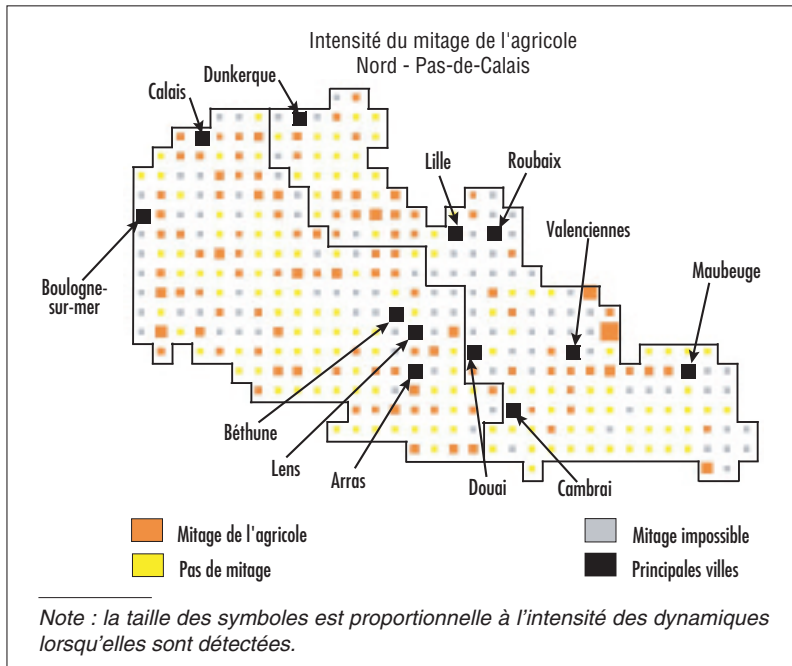 Intensité du mitage de l'agricole
Nord - Pas-de-Calais
Dunkerque
Calais
Lille
Roubaix
Valenciennes
Maubeuge
Boulogne-
sur-mer
Béthune
Lens
Arras
Douai
Cambrai
Mitage de l'agricole
Mitage impossible
Pas de mitage
Principales villes
Note : la taille des symboles est proportionnelle à l’intensité des dynamiques
lorsqu’elles sont détectées.